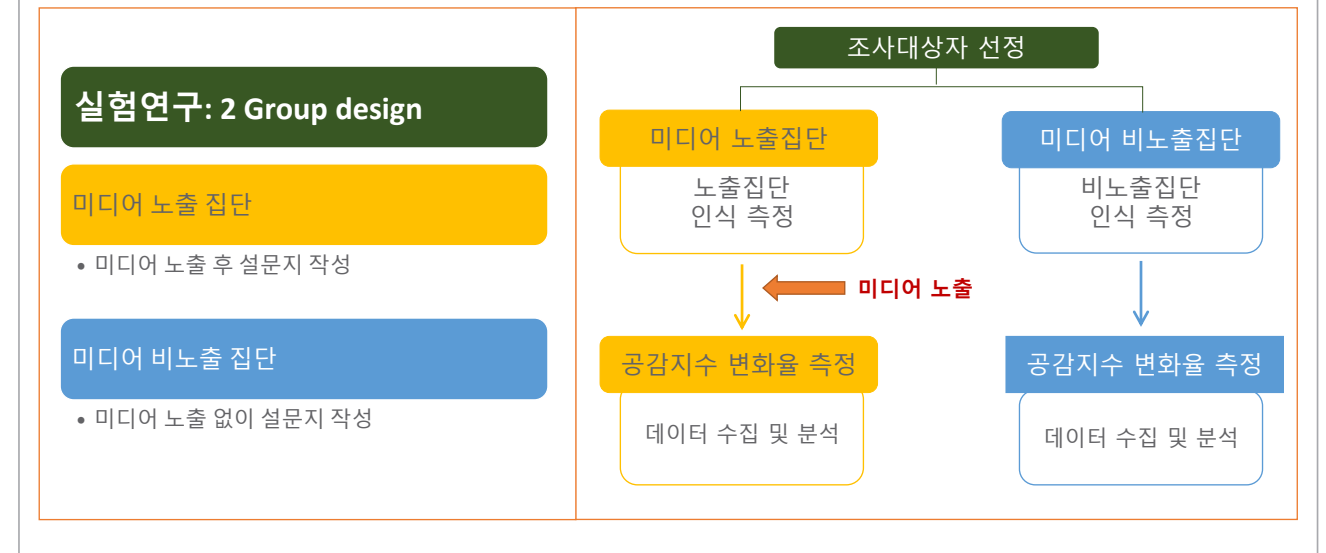 실험연구: 2 Group design
미디어 노출 집단
• 미디어 노출 후 설문지 작성
미디어 비노출 집단
• 미디어 노출 없이 설문지 작성
조사대상자 선정
미디어 노출집단
노출집단
인식 측정
미디어 노출
공감지수 변화율 측정
데이터 수집 및 분석
미디어 비노출집단
비노출집단
인식 측정
공감지수 변화율 측정
데이터 수집 및 분석